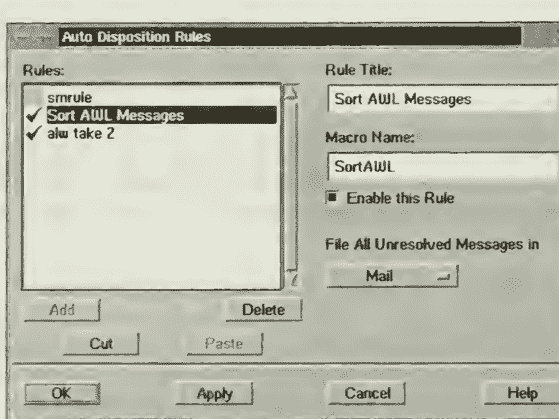 Auto Disposition Rules
Rules:
smrule
Sort AWL Messages
alw take 2
Add
Delete
Cut
Paste
Rule Title:
Sort AWL Messages
Macro Name:
SortAWL
Enable this Rule
File All Unresolved Messages in
Mail
OK
Apply
Cancel
Help